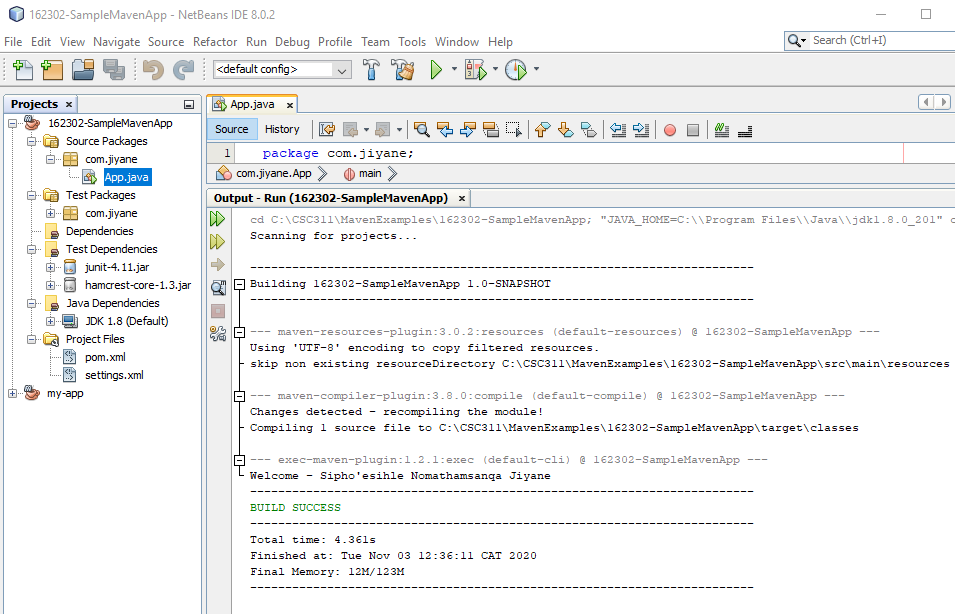 162302-SampleMavenApp - NetBeans IDE 8.0.2
File Edit View Navigate Source Refactor Run Debug Profile Team Tools Window Help
Search (Ctrl+I)
<default config>
Projects
162302-SampleMavenApp
Source Packages
com.jiyane
App.java
Test Packages
com.jiyane
Dependencies
Test Dependencies
junit-4.11.jar
hamcrest-core-1.3.jar
Java Dependencies
JDK 1.8 (Default)
Project Files
pom.xml
settings.xml
my-app
App.java
Source History
1 package com.jiyane;
com.jiyane.App main
Output - Run (162302-SampleMavenApp)
cd C:\CSC311\MavenExamples\162302-SampleMavenApp; "JAVA_HOME=C:\\Program Files\\Java\\jdk1.8.0_201" c
Scanning for projects...
------------------------------------------------------------------------
Building 162302-SampleMavenApp 1.0-SNAPSHOT
------------------------------------------------------------------------
--- maven-resources-plugin:3.0.2:resources (default-resources) @ 162302-SampleMavenApp ---
Using 'UTF-8' encoding to copy filtered resources.
skip non existing resourceDirectory C:\CSC311\MavenExamples\162302-SampleMavenApp\src\main\resources
--- maven-compiler-plugin:3.8.0:compile (default-compile) @ 162302-SampleMavenApp ---
Changes detected - recompiling the module!
Compiling 1 source file to C:\CSC311\MavenExamples\162302-SampleMavenApp\target\classes
--- exec-maven-plugin:1.2.1:exec (default-cli) @ 162302-SampleMavenApp ---
Welcome - Sipho'esihle Nomathamsanqa Jiyane
------------------------------------------------------------------------
BUILD SUCCESS
------------------------------------------------------------------------
Total time: 4.361s
Finished at: Tue Nov 03 12:36:11 CAT 2020
Final Memory: 12M/123M
------------------------------------------------------------------------